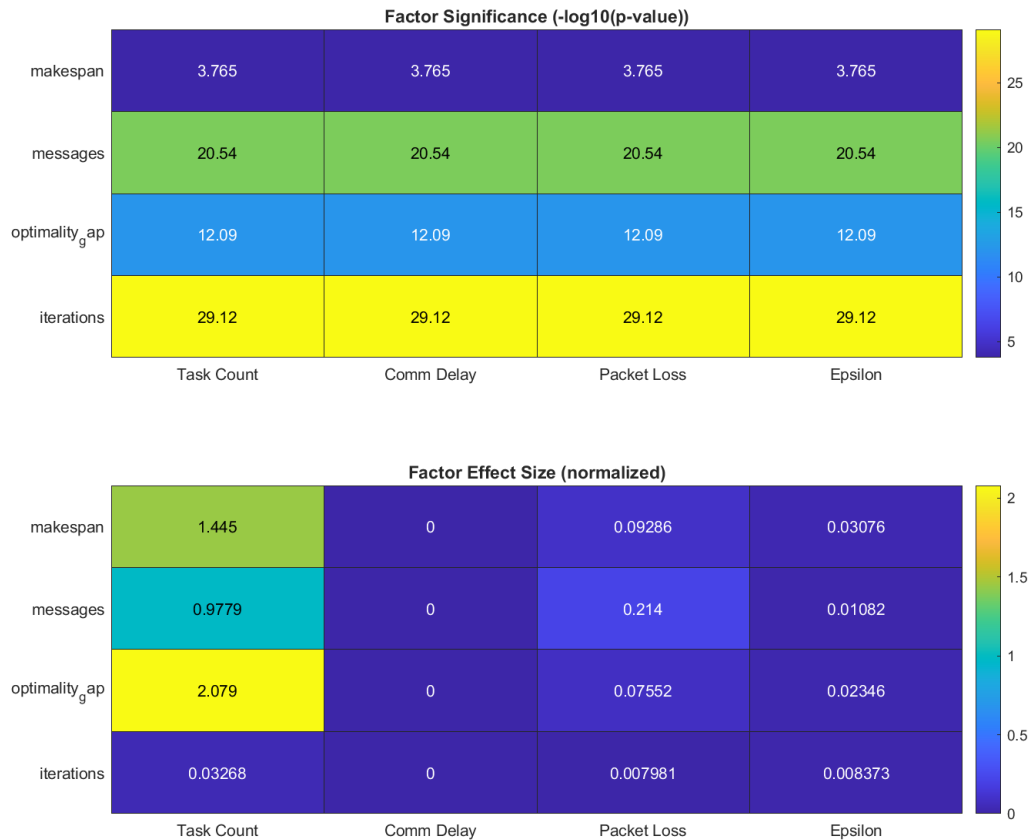 Factor Significance (-log10(p-value))
makespan 3.765 3.765 3.765 3.765
messages 20.54 20.54 20.54 20.54
optimality_gap 12.09 12.09 12.09 12.09
iterations 29.12 29.12 29.12 29.12
Task Count Comm Delay Packet Loss Epsilon
25
20
15
10
5
Factor Effect Size (normalized)
makespan 1.445 0 0.09286 0.03076
messages 0.9779 0 0.214 0.01082
optimality_gap 2.079 0 0.07552 0.02346
iterations 0.03268 0 0.007981 0.008373
Task Count Comm Delay Packet Loss Epsilon
2
1.5
1
0.5
0